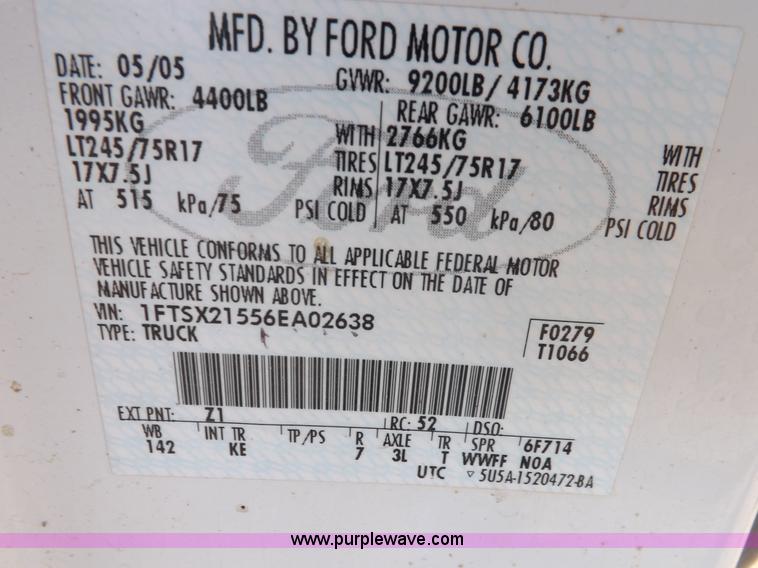 MFD. BY FORD MOTOR CO.
DATE: 05/05 GVWR: 9200LB/ 4173KG
FRONT GAWR: 4400LB REAR GAWR: 6100LB
1995KG WITH 2766KG WITH
LT245/75R17 TIRES LT245/75R17 TIRES
17X7.5J RIMS 17X7.5J RIMS
AT 515 kPa/75 PSI COLD AT 550 kPa/80 PSI COLD
THIS VEHICLE CONFORMS TO ALL APPLICABLE FEDERAL MOTOR
VEHICLE SAFETY STANDARDS IN EFFECT ON THE DATE OF
MANUFACTURE SHOWN ABOVE.
VIN: 1FTSX21556EA02638 F0279
TYPE: TRUCK T1066
EXT PNT: Z1 RC: 52 DSO:
WB INT TR TP/PS R AXLE TR SPR 6F714
142 KE 7 3L T WWFF NOA
UTC ▽ 5U5A-1520472-BA
Ford
www.purplewave.com